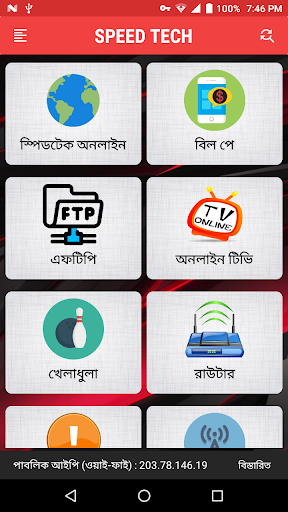 100% 7:46 PM
SPEED TECH
স্পিডটেক অনলাইন
বিল পে
FTP
TV
ONLINE
এফটিপি
অনলাইন টিভি
খেলাধুলা
রাউটার
পাবলিক আইপি (ওয়াই-ফাই) : 203.78.146.19
বিস্তারিত